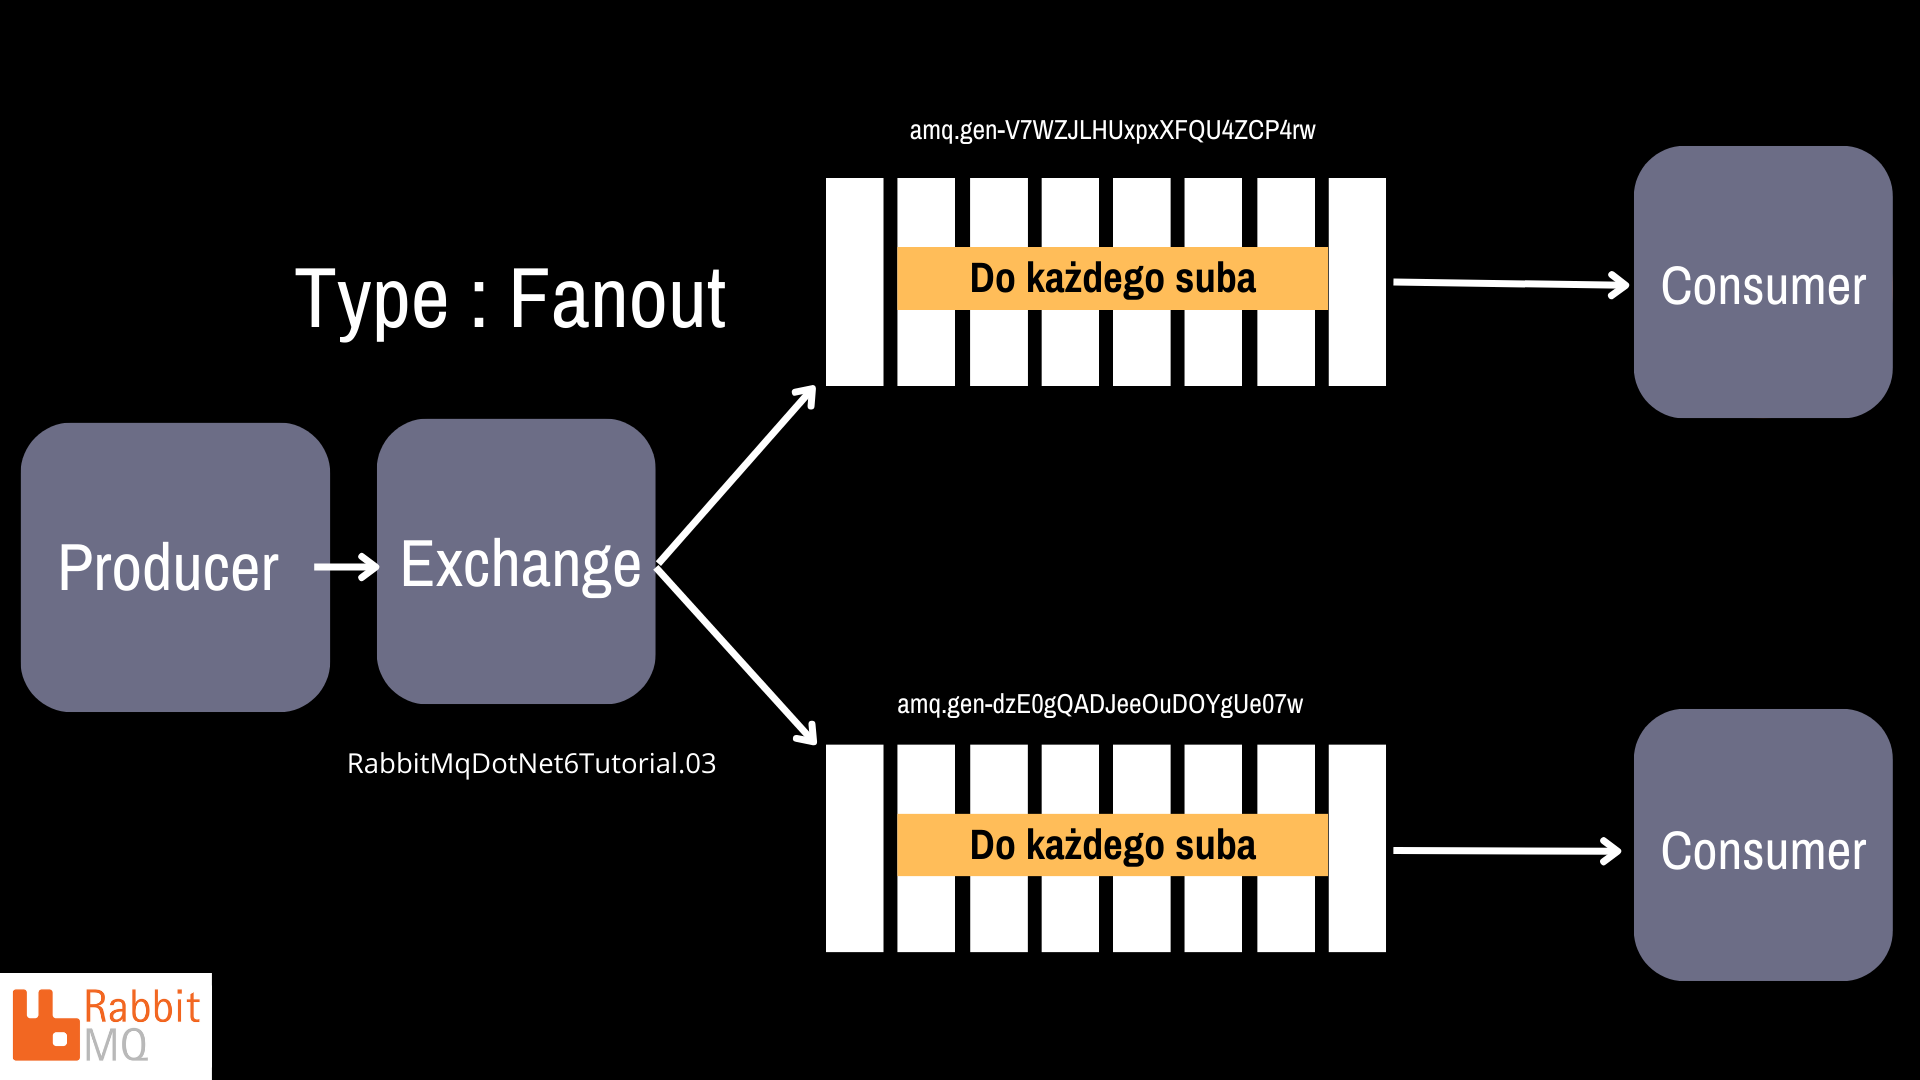 amq.gen-V7WZJLHUxpxXFQU4ZCP4rw
Type : Fanout
Do każdego suba
Consumer
Producer
Exchange
RabbitMqDotNet6Tutorial.03
amq.gen-dzE0gQADJeeOuDOYgUe07w
Do każdego suba
Consumer
Rabbit
MQ